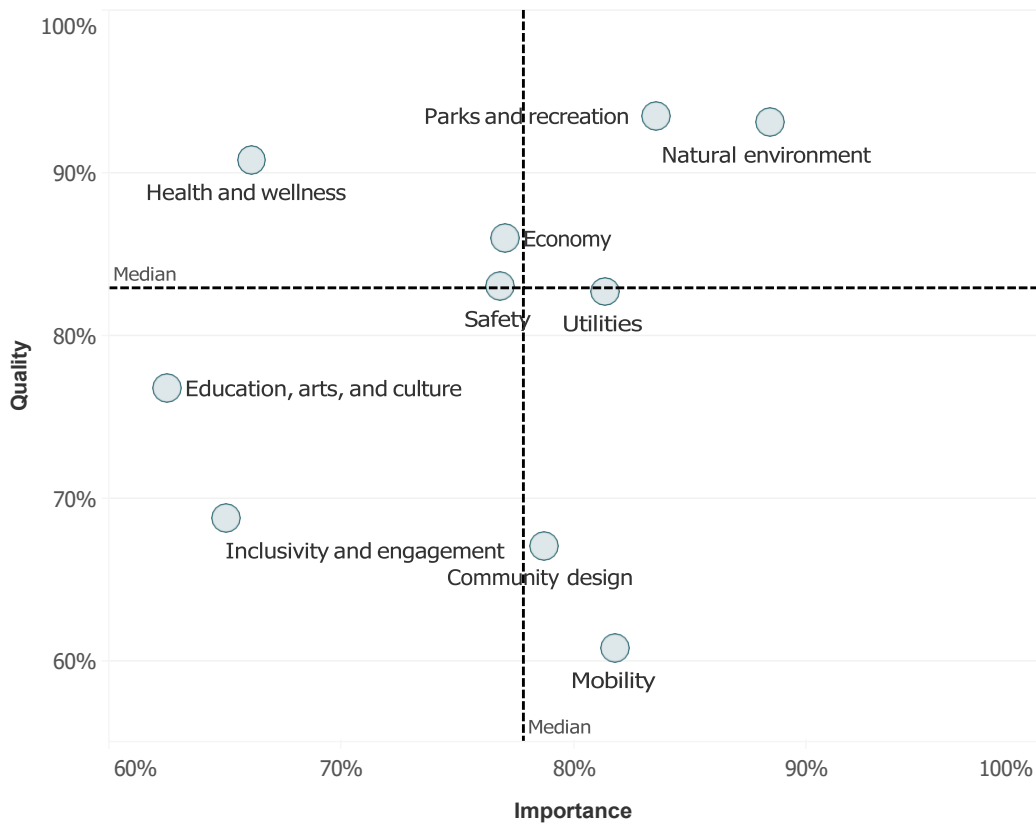 100%
Parks and recreation
Natural environment
90%
Health and wellness
Economy
Median
Safety
Utilities
80%
Quality
Education, arts, and culture
70%
Inclusivity and engagement
Community design
60%
Mobility
Median
60%
70%
80%
90%
100%
Importance